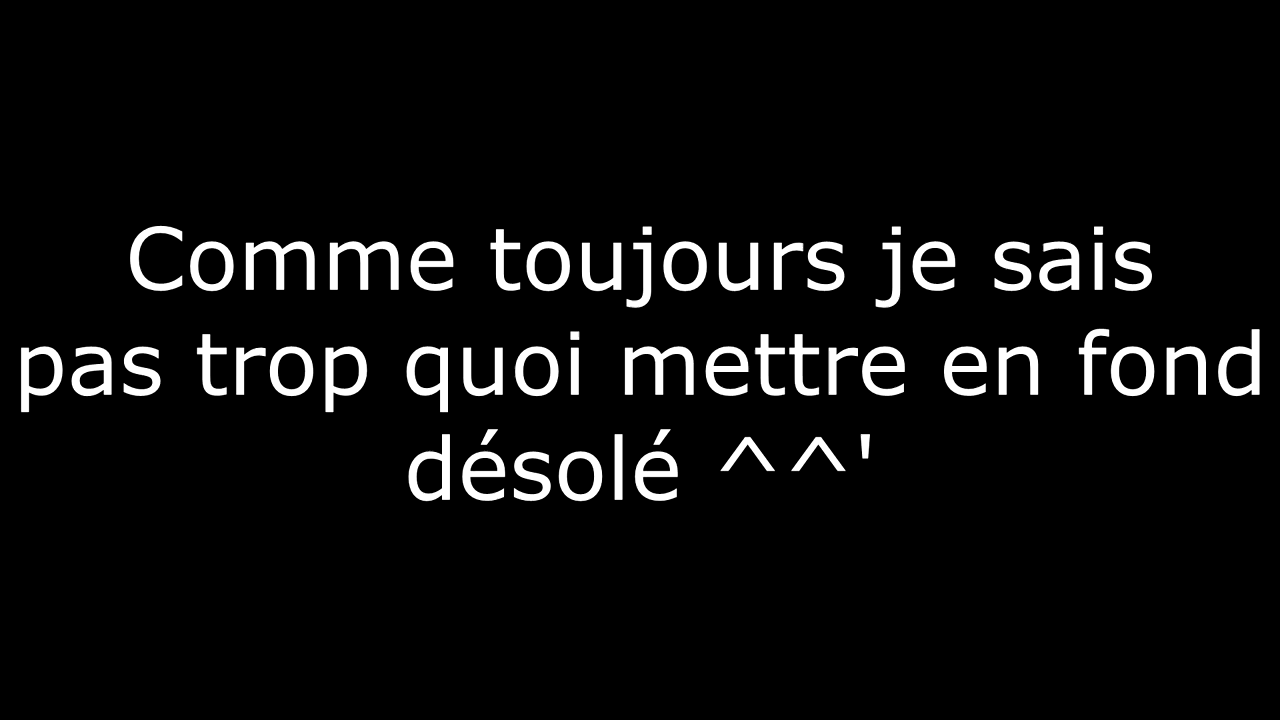 Comme toujours je sais
pas trop quoi mettre en fond
désolé ^^'